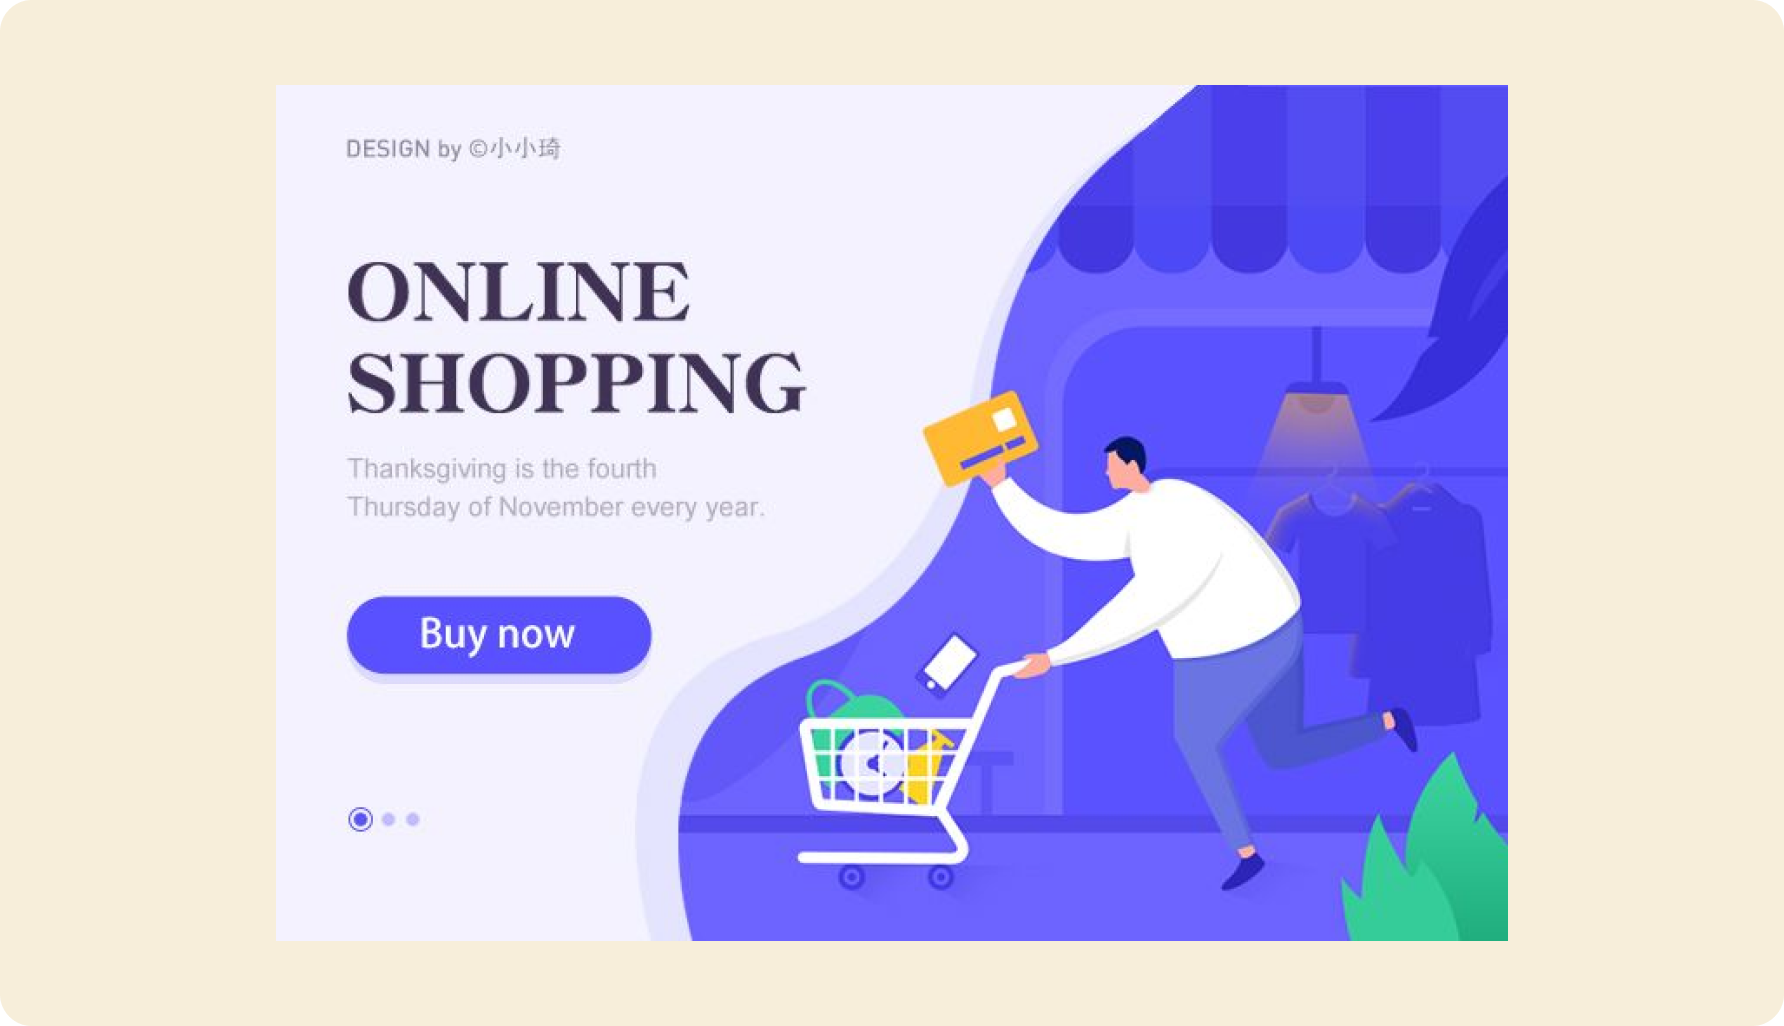 DESIGN by ©小小琦
ONLINE
SHOPPING
Thanksgiving is the fourth
Thursday of November every year.
Buy now